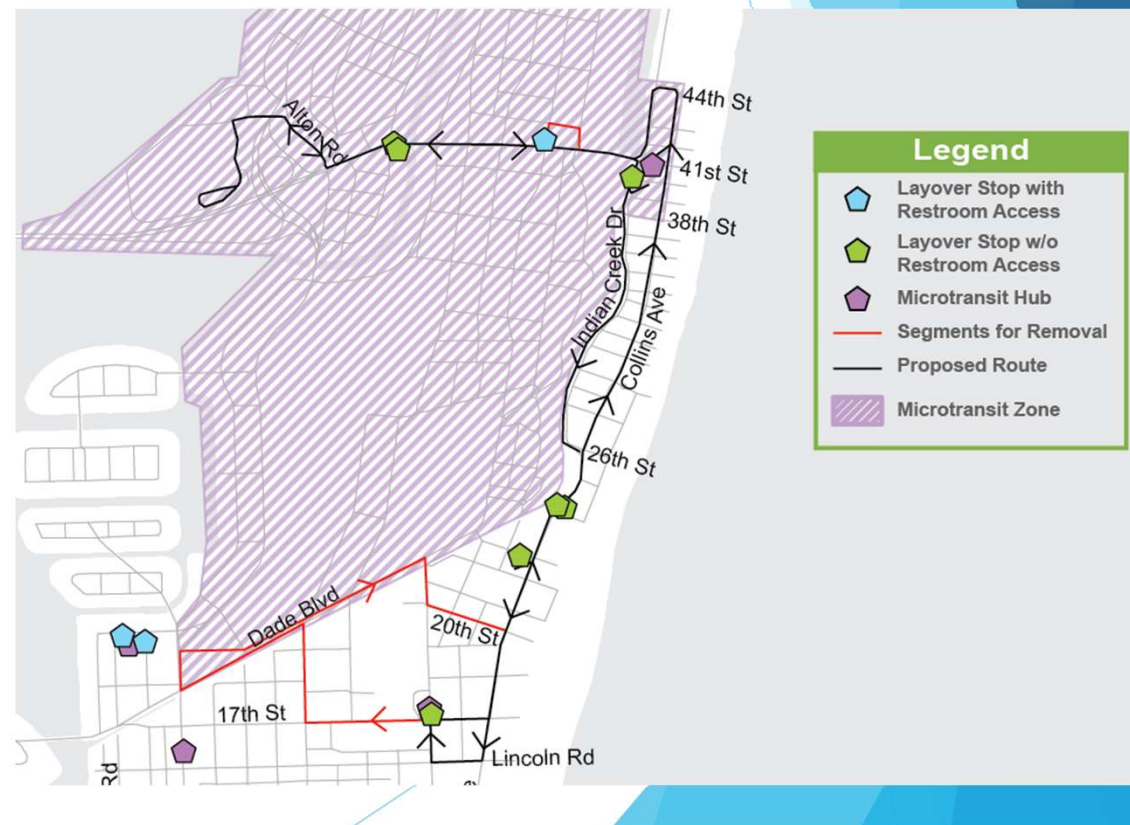 44th St
Alton Rd
41st St
38th St
Indian Creek Dr
Collins Ave
26th St
Dade Blvd
20th St
17th St
Lincoln Rd
Rd
e
Legend
Layover Stop with
Restroom Access
Layover Stop w/o
Restroom Access
Microtransit Hub
Segments for Removal
Proposed Route
Microtransit Zone